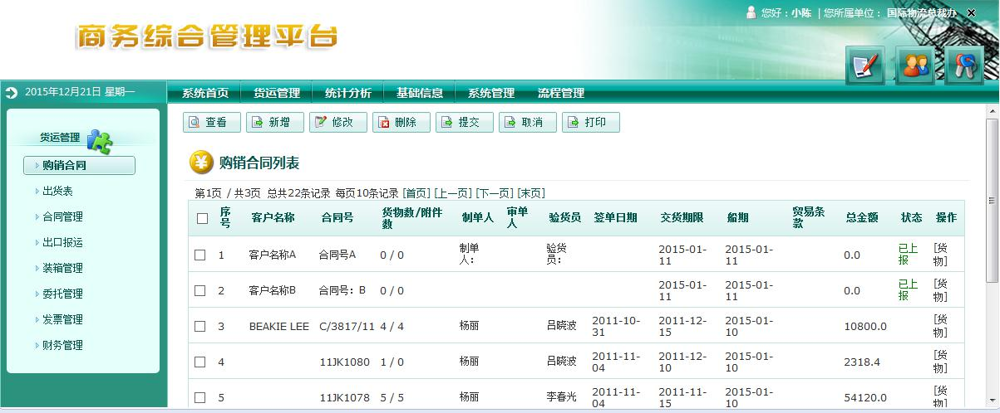 您好：小陈 | 您所属单位： 国际物流总裁办
商务综合管理平台
2015年12月21日 星期一
系统首页 货运管理 统计分析 基础信息 系统管理 流程管理
货运管理
购销合同
出货表
合同管理
出口报运
装箱管理
委托管理
发票管理
财务管理
查看 新增 修改 删除 提交 取消 打印
购销合同列表
第1页 / 共3页 总共22条记录 每页10条记录 [首页] [上一页] [下一页] [末页]
序号 客户名称 合同号 货物数/附件数 制单人 审单人 验货员 签单日期 交货期限 船期 贸易条款 总金额 状态 操作
1 客户名称A 合同号A 0 / 0 制单人： 验货员： 2015-01-11 2015-01-11 0.0 已上报 [货物]
2 客户名称B 合同号：B 0 / 0 2015-01-11 2015-01-11 0.0 已上报 [货物]
3 BEAKIE LEE C/3817/11 4 / 4 杨丽 吕晓波 2011-10-31 2011-12-15 2015-01-10 10800.0 [货物]
4 11JK1080 1 / 0 杨丽 吕晓波 2011-11-04 2011-12-10 2015-01-10 2318.4 [货物]
5 11JK1078 5 / 5 杨丽 李春光 2011-11-04 2011-11-15 2015-01-10 54120.0 [货物]